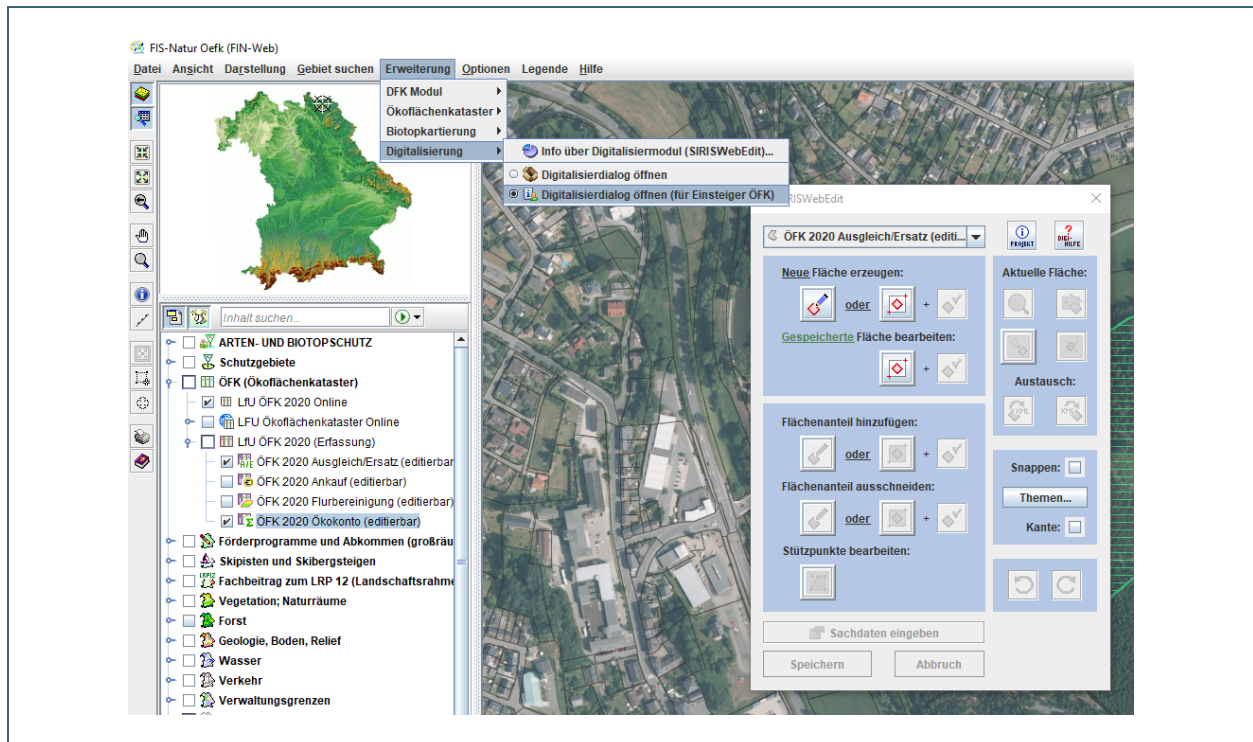 FIS-Natur Oefk (FIN-Web)
Datei Ansicht Darstellung Gebiet suchen Erweiterung Optionen Legende Hilfe
DFK Modul
Ökoflächenkataster
Biotopkartierung
Digitalisierung
Info über Digitalisiermodul (SIRISWebEdit)...
Digitalisierdialog öffnen
Digitalisierdialog öffnen (für Einsteiger ÖFK)
Inhalt suchen...
ARTEN- UND BIOTOPSCHUTZ
Schutzgebiete
ÖFK (Ökoflächenkataster)
LfU ÖFK 2020 Online
LFU Ökoflächenkataster Online
LfU ÖFK 2020 (Erfassung)
A/E ÖFK 2020 Ausgleich/Ersatz (editierbar
ÖFK 2020 Ankauf (editierbar)
ÖFK 2020 Flurbereinigung (editierbar)
Σ ÖFK 2020 Ökokonto (editierbar)
Förderprogramme und Abkommen (großräu
Skipisten und Skibergsteigen
LRP12 Fachbeitrag zum LRP 12 (Landschaftsrahme
Vegetation; Naturräume
Forst
Geologie, Boden, Relief
Wasser
Verkehr
Verwaltungsgrenzen
RISWebEdit
ÖFK 2020 Ausgleich/Ersatz (editi...
PROJEKT
DIGI-HILFE
Neue Fläche erzeugen:
oder +
Gespeicherte Fläche bearbeiten:
+
Flächenanteil hinzufügen:
oder +
Flächenanteil ausschneiden:
oder +
Stützpunkte bearbeiten:
Aktuelle Fläche:
Austausch:
XML XML
Snappen:
Themen...
Kante:
Sachdaten eingeben
Speichern Abbruch